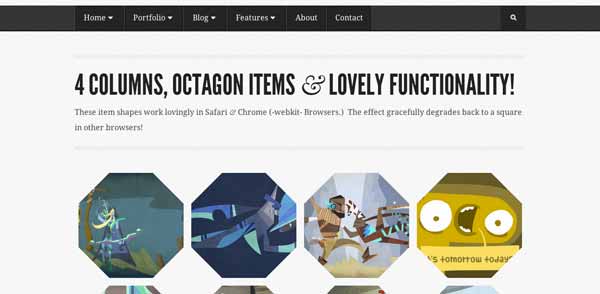 Home Portfolio Blog Features About Contact
4 COLUMNS, OCTAGON ITEMS & LOVELY FUNCTIONALITY!
These item shapes work lovingly in Safari & Chrome (-webkit- Browsers.) The effect gracefully degrades back to a square
in other browsers!
's tomorrow today?